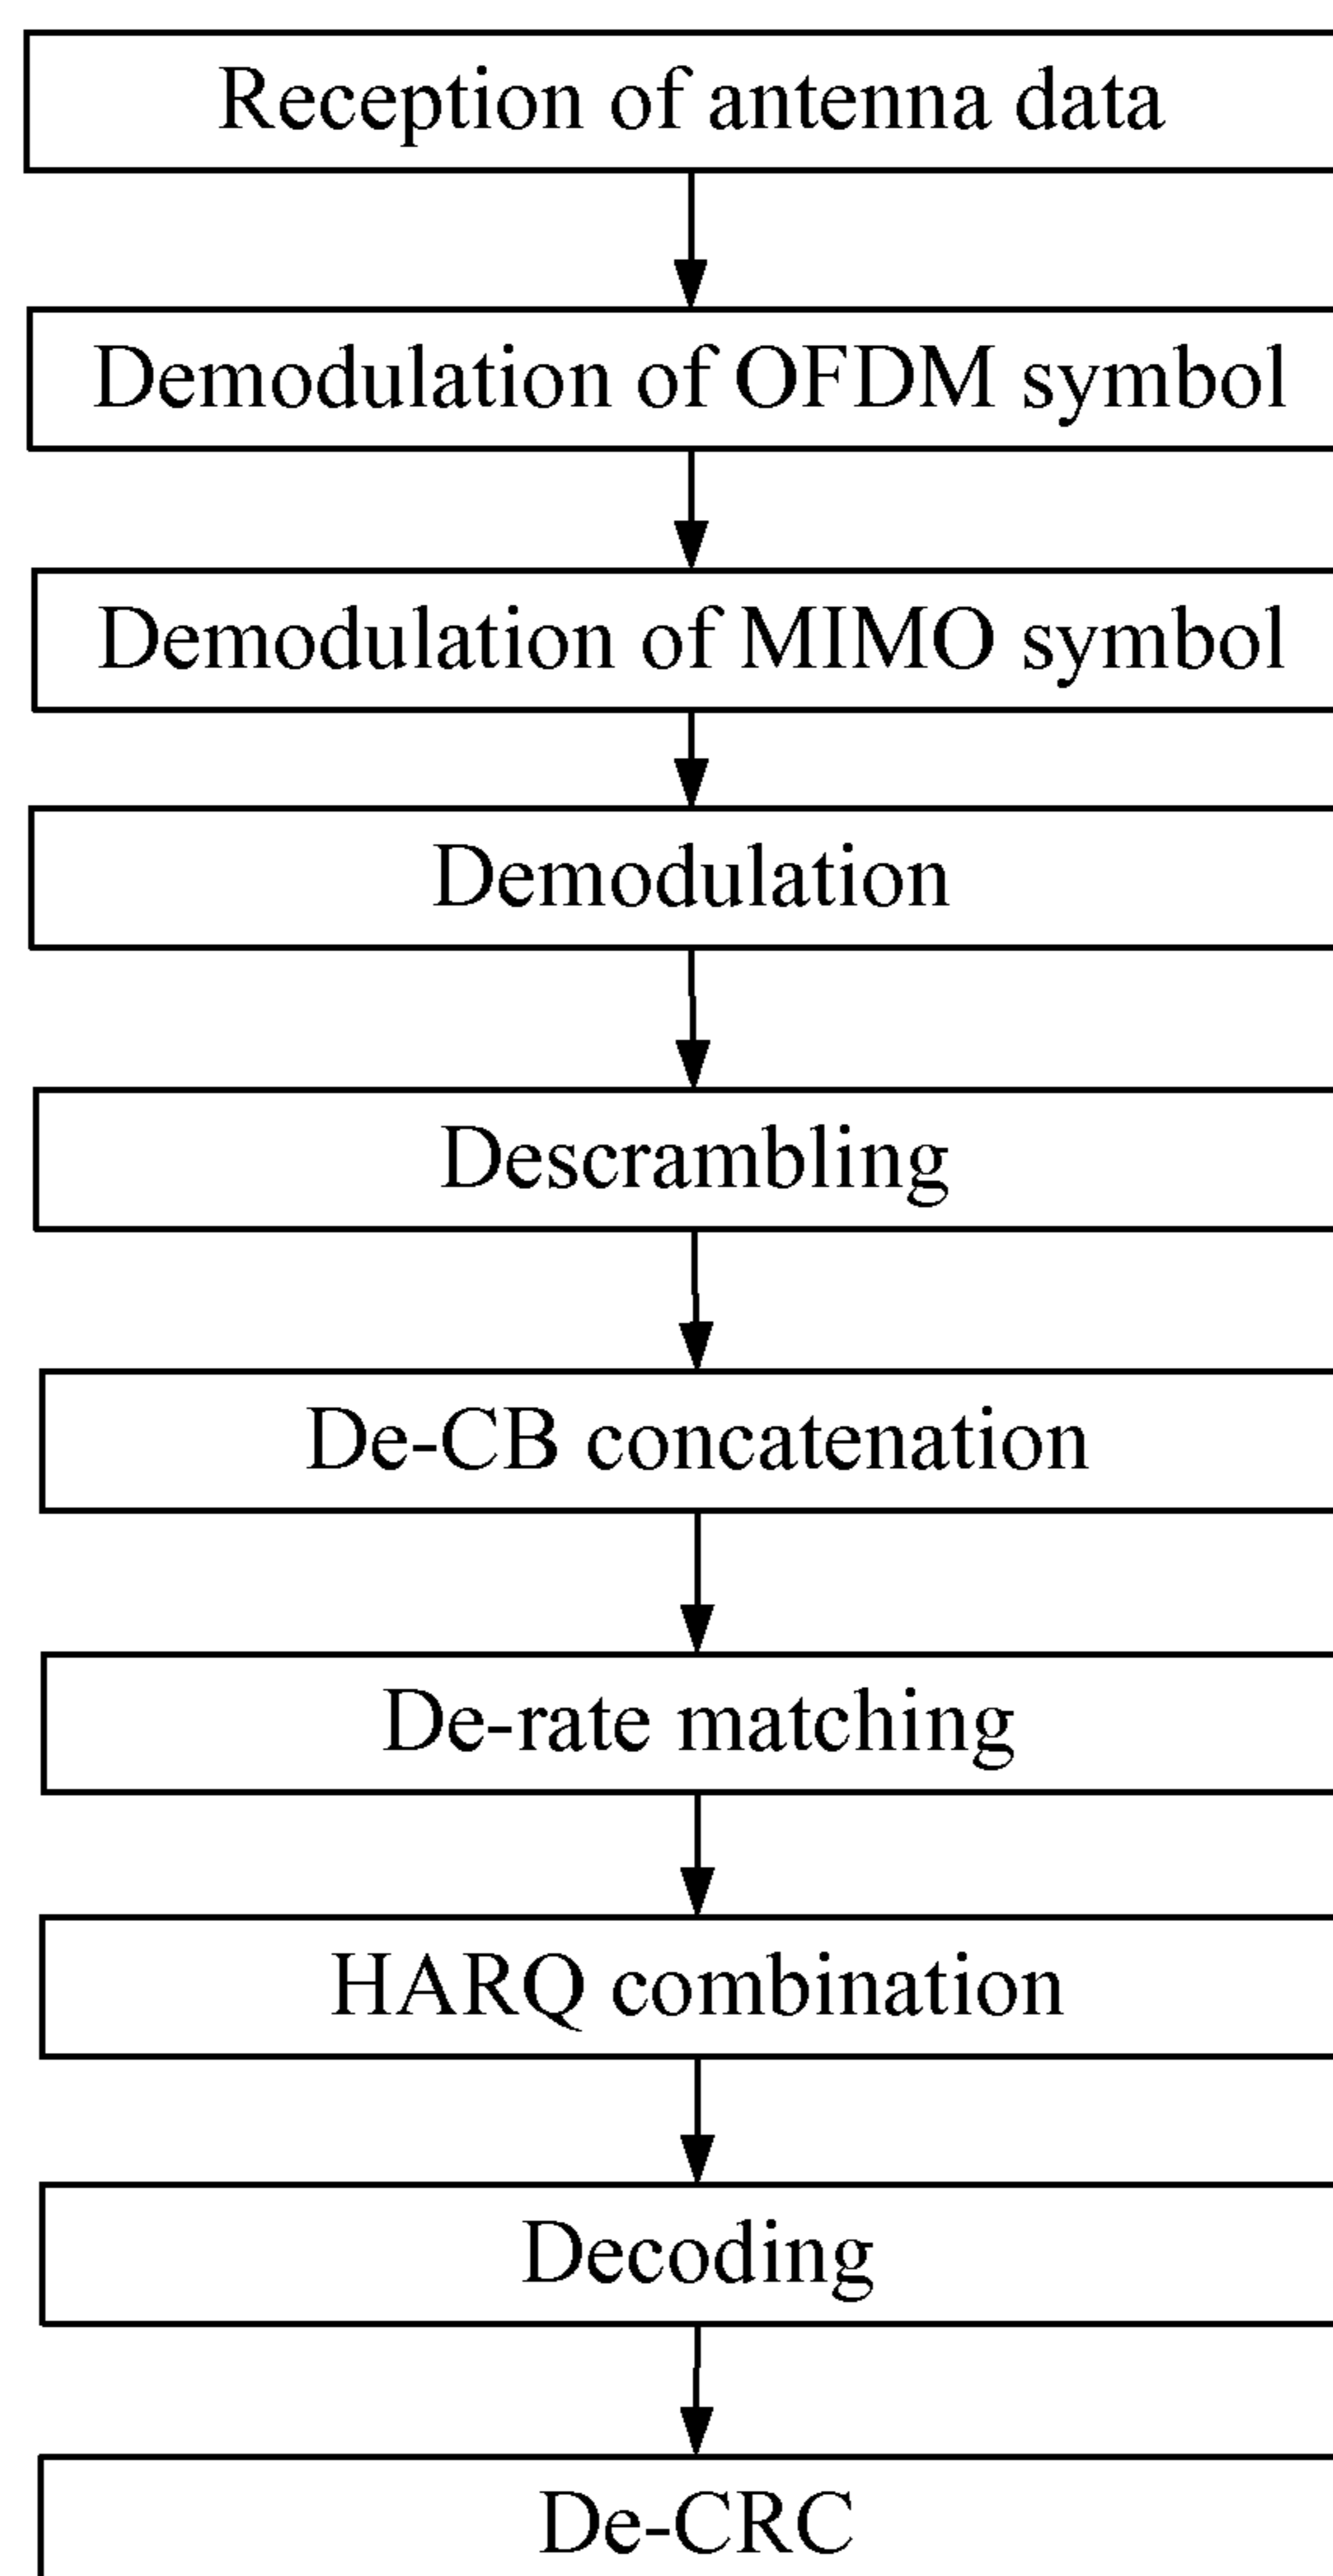 Reception of antenna data
Demodulation of OFDM symbol
Demodulation of MIMO symbol
Demodulation
Descrambling
De-CB concatenation
De-rate matching
HARQ combination
Decoding
De-CRC